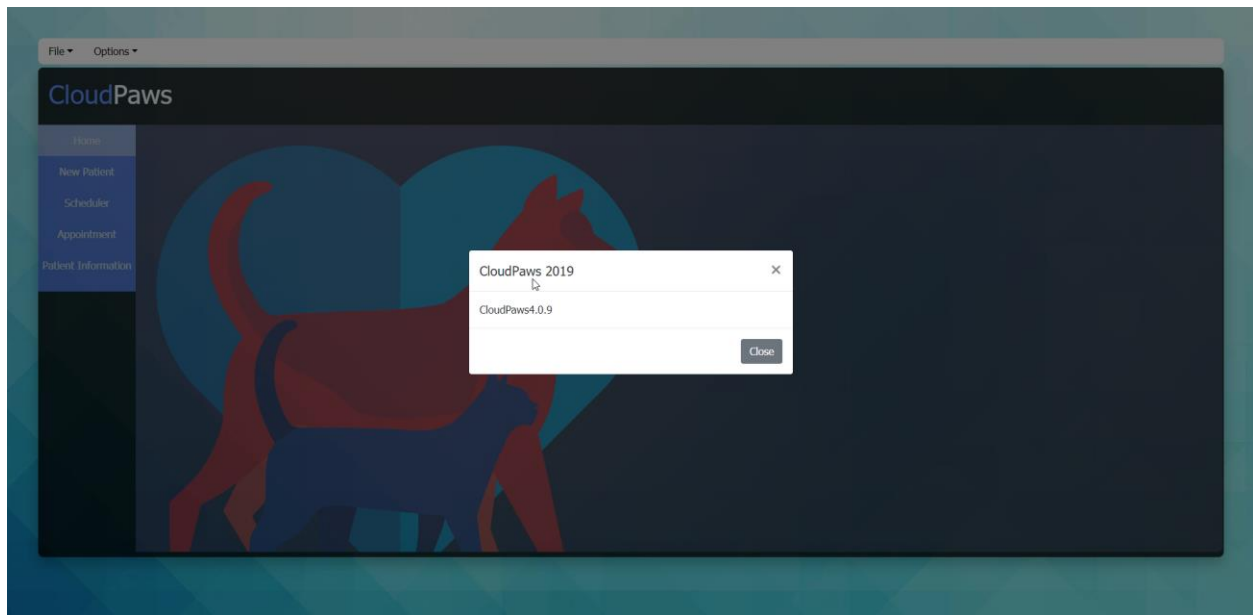 File Options
CloudPaws
Home
New Patient
Scheduler
Appointment
Patient Information
CloudPaws 2019 ×
CloudPaws4.0.9
Close